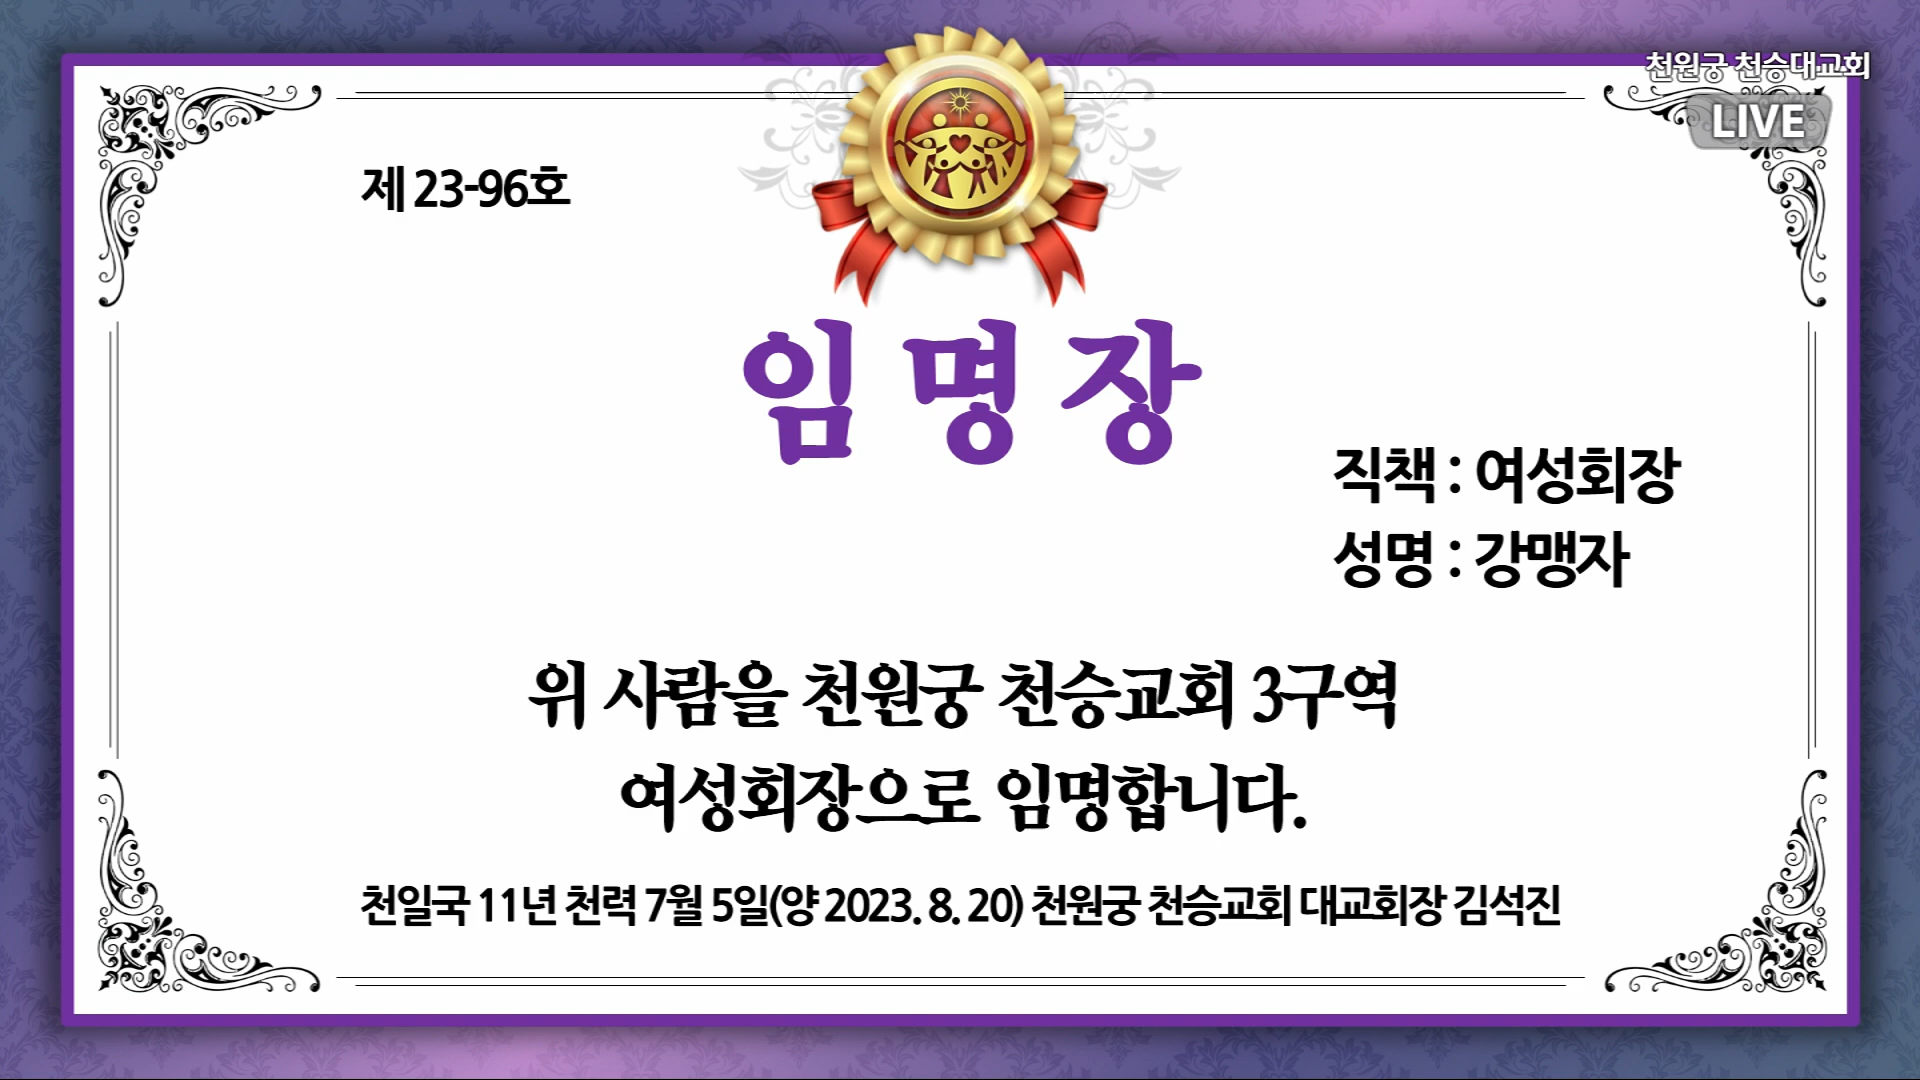 천원궁 천승대교회
LIVE
제 23-96호
임명장
직책 : 여성회장
성명 : 강맹자
위 사람을 천원궁 천승교회 3구역
여성회장으로 임명합니다.
천일국 11년 천력 7월 5일(양 2023. 8. 20) 천원궁 천승교회 대교회장 김석진